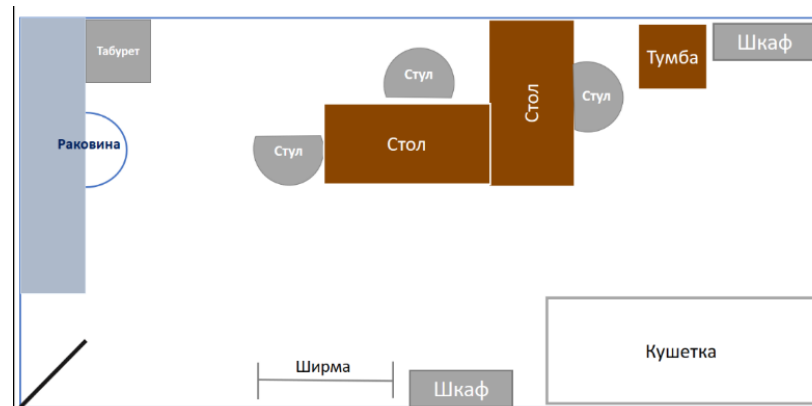 Табурет
Стул
Стол
Стул
Тумба
Шкаф
Раковина
Стул
Стол
Кушетка
Ширма
Шкаф